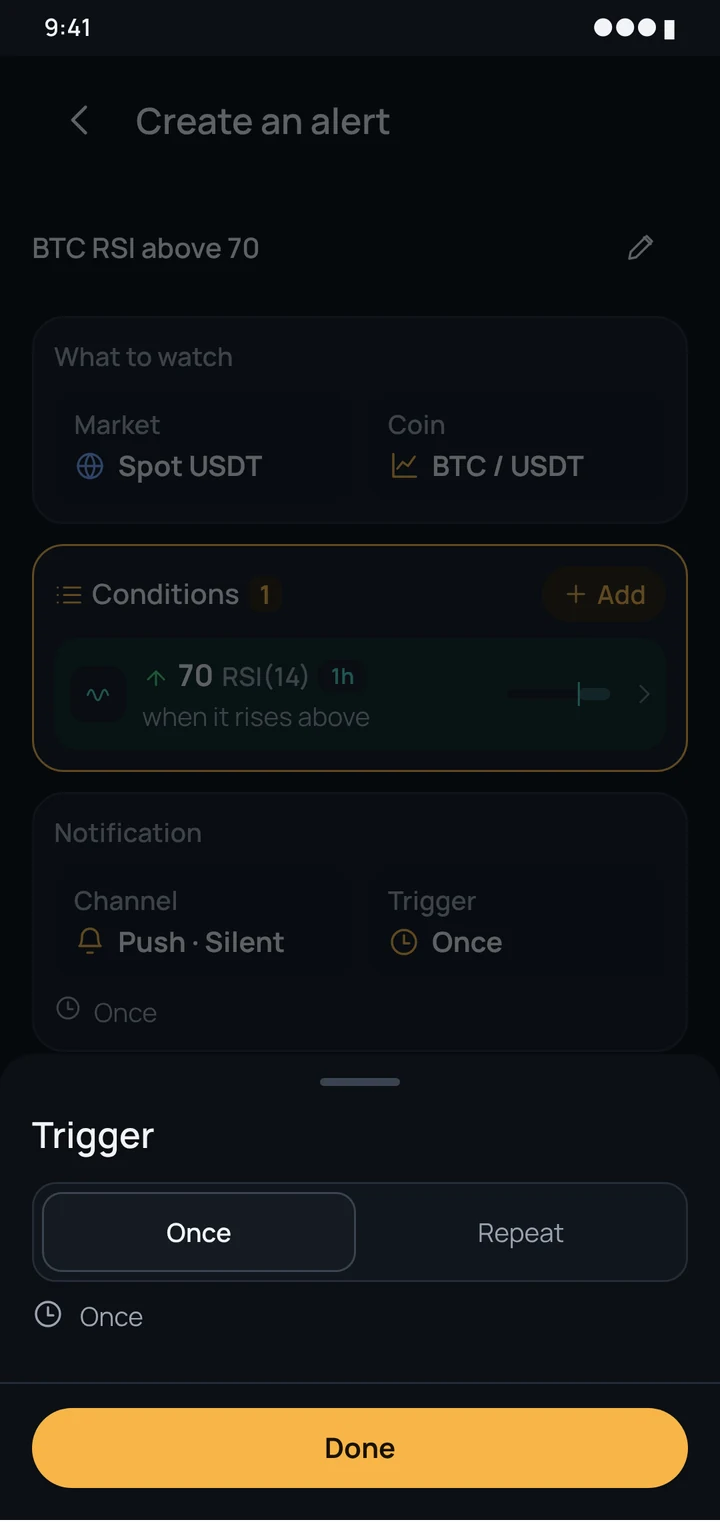 9:41
Create an alert
BTC RSI above 70
What to watch
Market
Coin
Spot USDT
BTC / USDT
Conditions 1
+ Add
70 RSI(14) 1h
when it rises above
Notification
Channel
Trigger
Push · Silent
Once
Once
Trigger
Once
Repeat
Once
Done